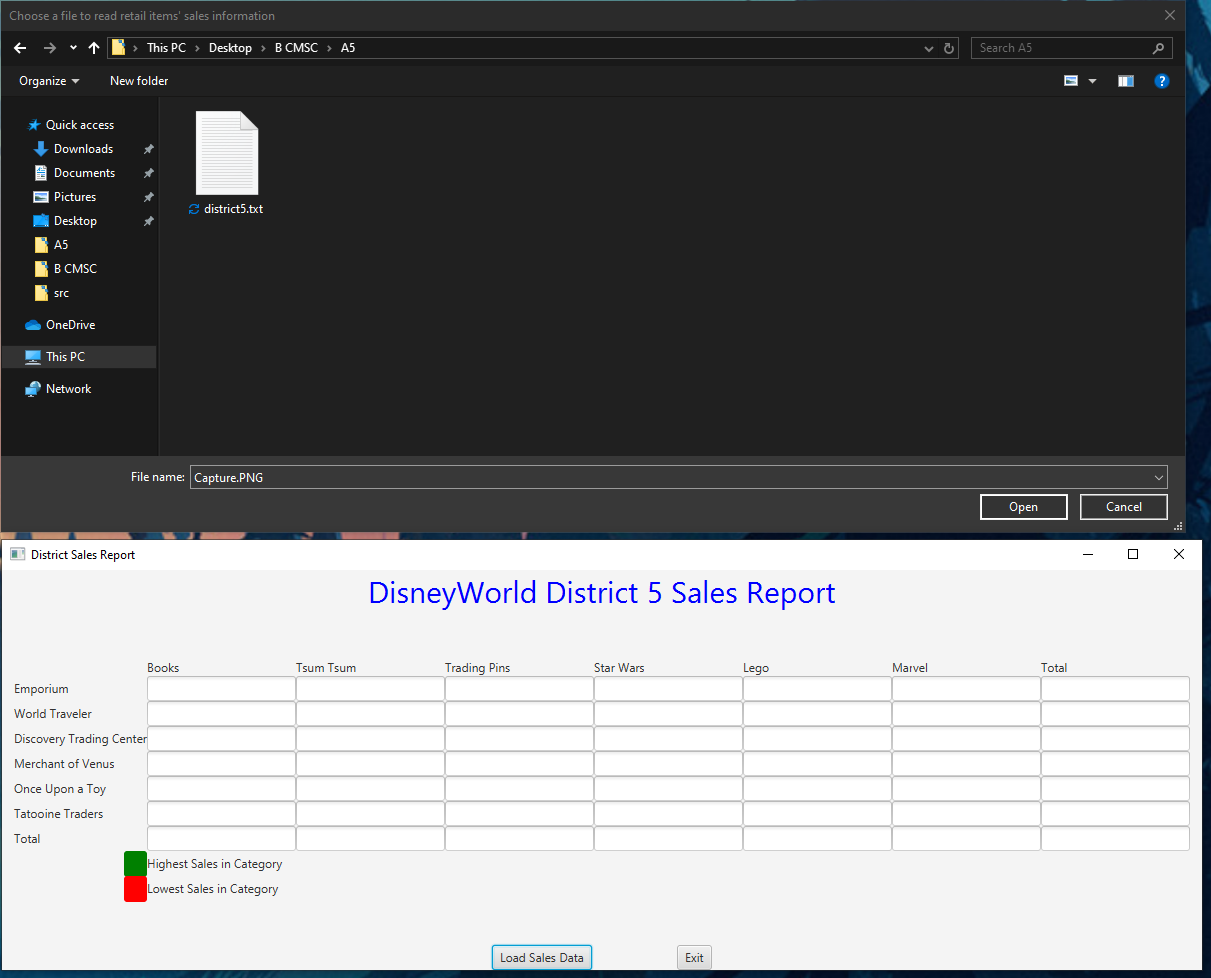 Choose a file to read retail items' sales information
This PC > Desktop > B CMSC > A5
Search A5
Organize
New folder
?
Quick access
Downloads
Documents
Pictures
Desktop
A5
B CMSC
src
OneDrive
This PC
Network
district5.txt
File name: Capture.PNG
Open Cancel
District Sales Report
DisneyWorld District 5 Sales Report
Books Tsum Tsum Trading Pins Star Wars Lego Marvel Total
Emporium
World Traveler
Discovery Trading Center
Merchant of Venus
Once Upon a Toy
Tatooine Traders
Total
Highest Sales in Category
Lowest Sales in Category
Load Sales Data Exit